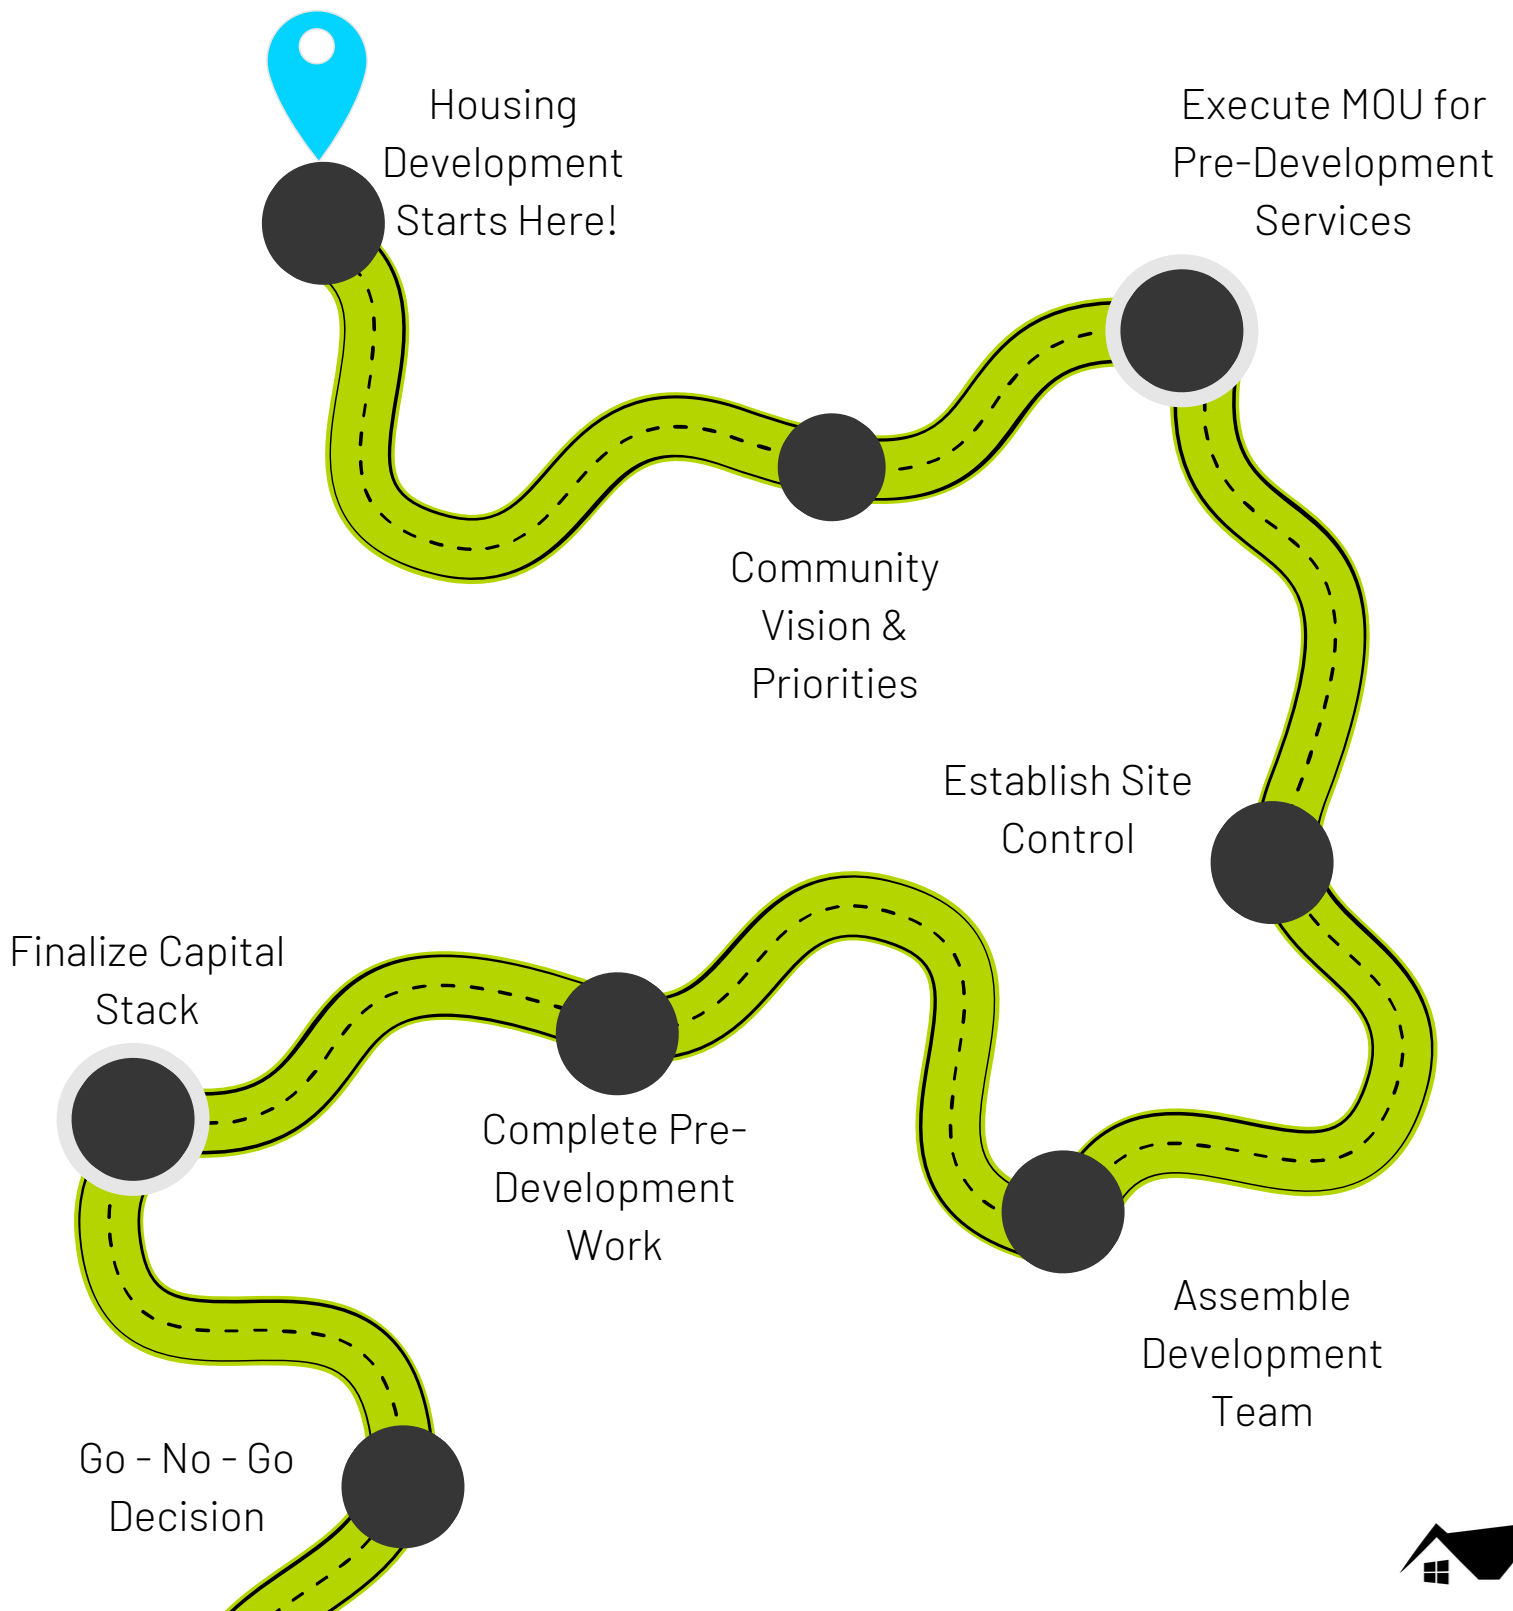 Housing
Development
Starts Here!
Execute MOU for
Pre-Development
Services
Community
Vision &
Priorities
Establish Site
Control
Assemble
Development
Team
Complete Pre-
Development
Work
Finalize Capital
Stack
Go - No - Go
Decision